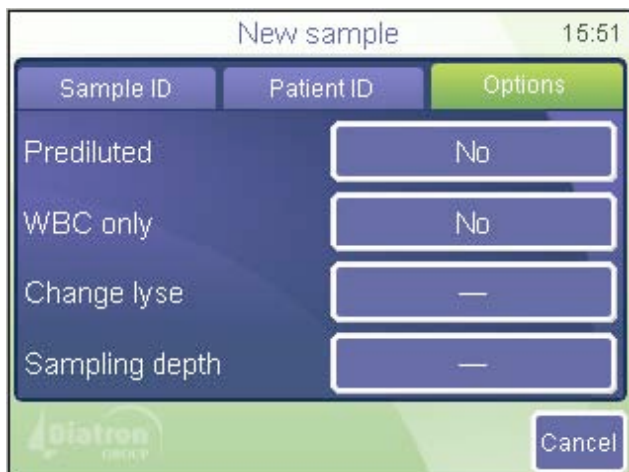 New sample 15:51
Sample ID Patient ID Options
Prediluted No
WBC only No
Change lyse —
Sampling depth —
Diatron
GROUP
Cancel